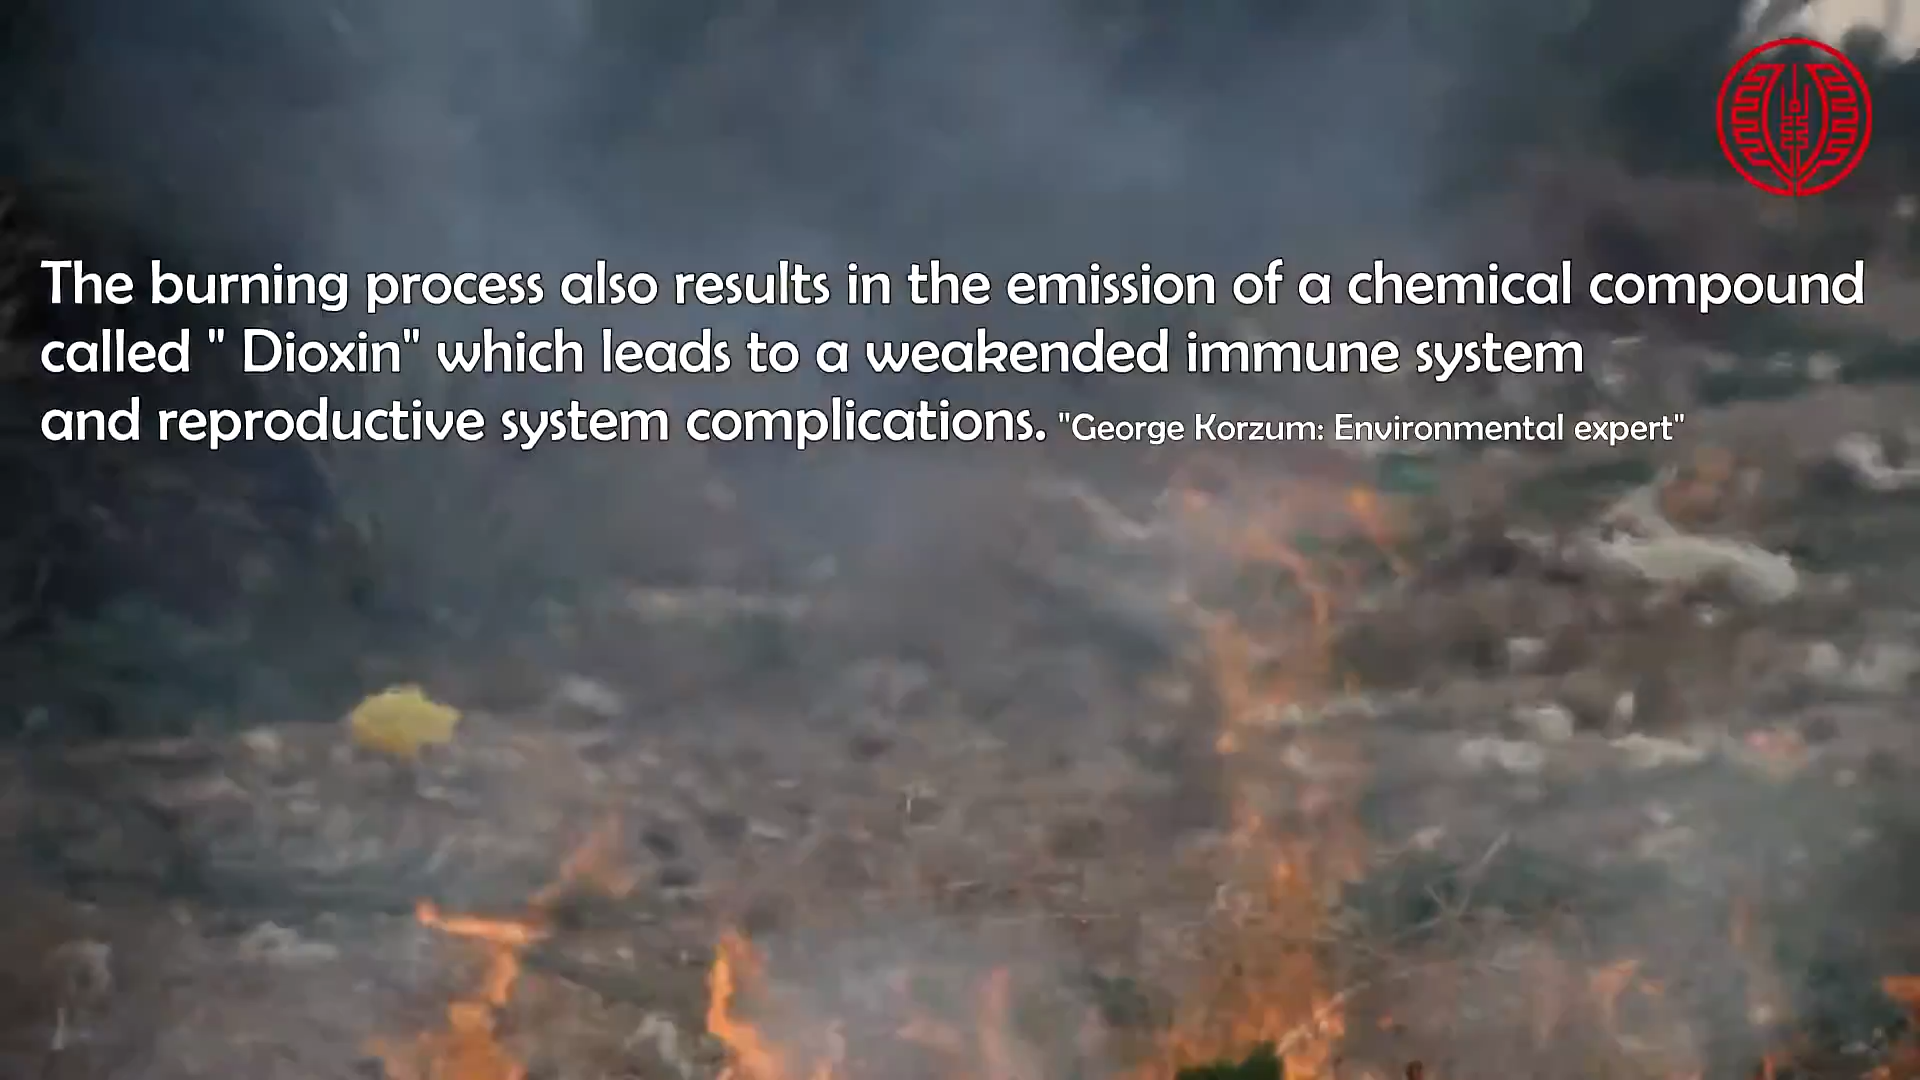 The burning process also results in the emission of a chemical compound
called " Dioxin" which leads to a weakended immune system
and reproductive system complications. "George Korzum: Environmental expert"